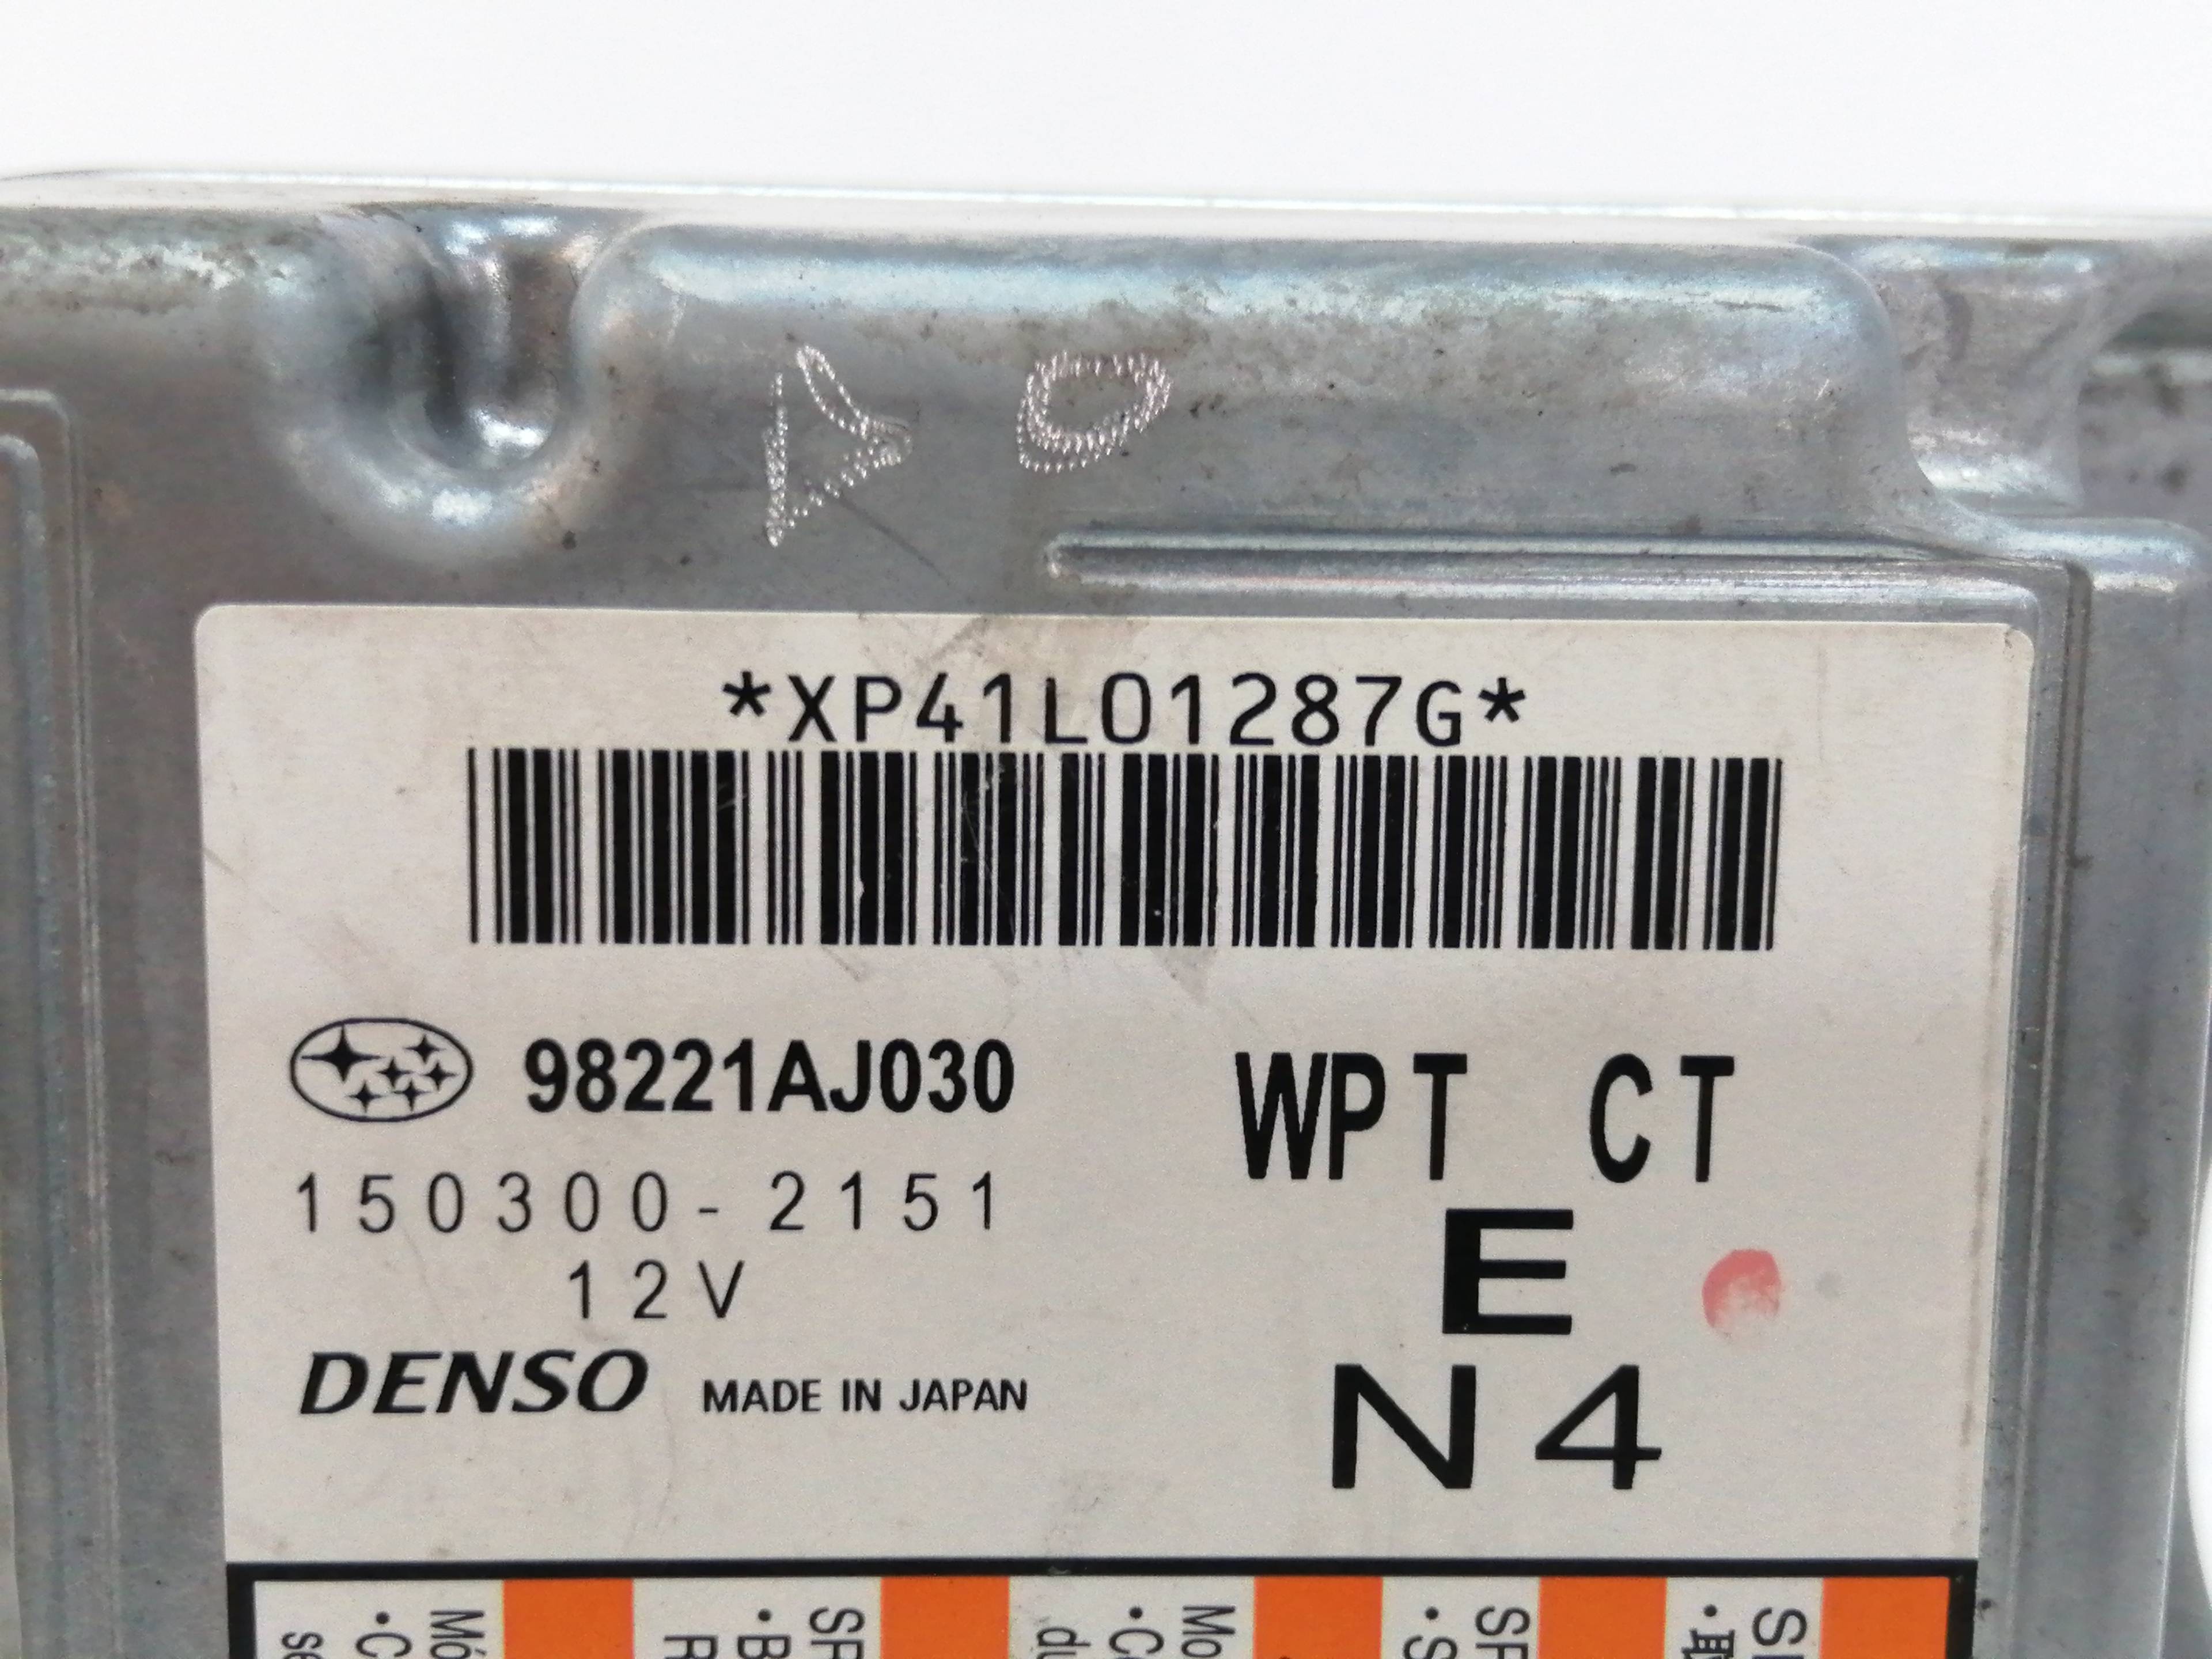 *XP41L01287G*
98221AJ030
WPT CT
150300-2151
E
12V
N4
DENSO MADE IN JAPAN